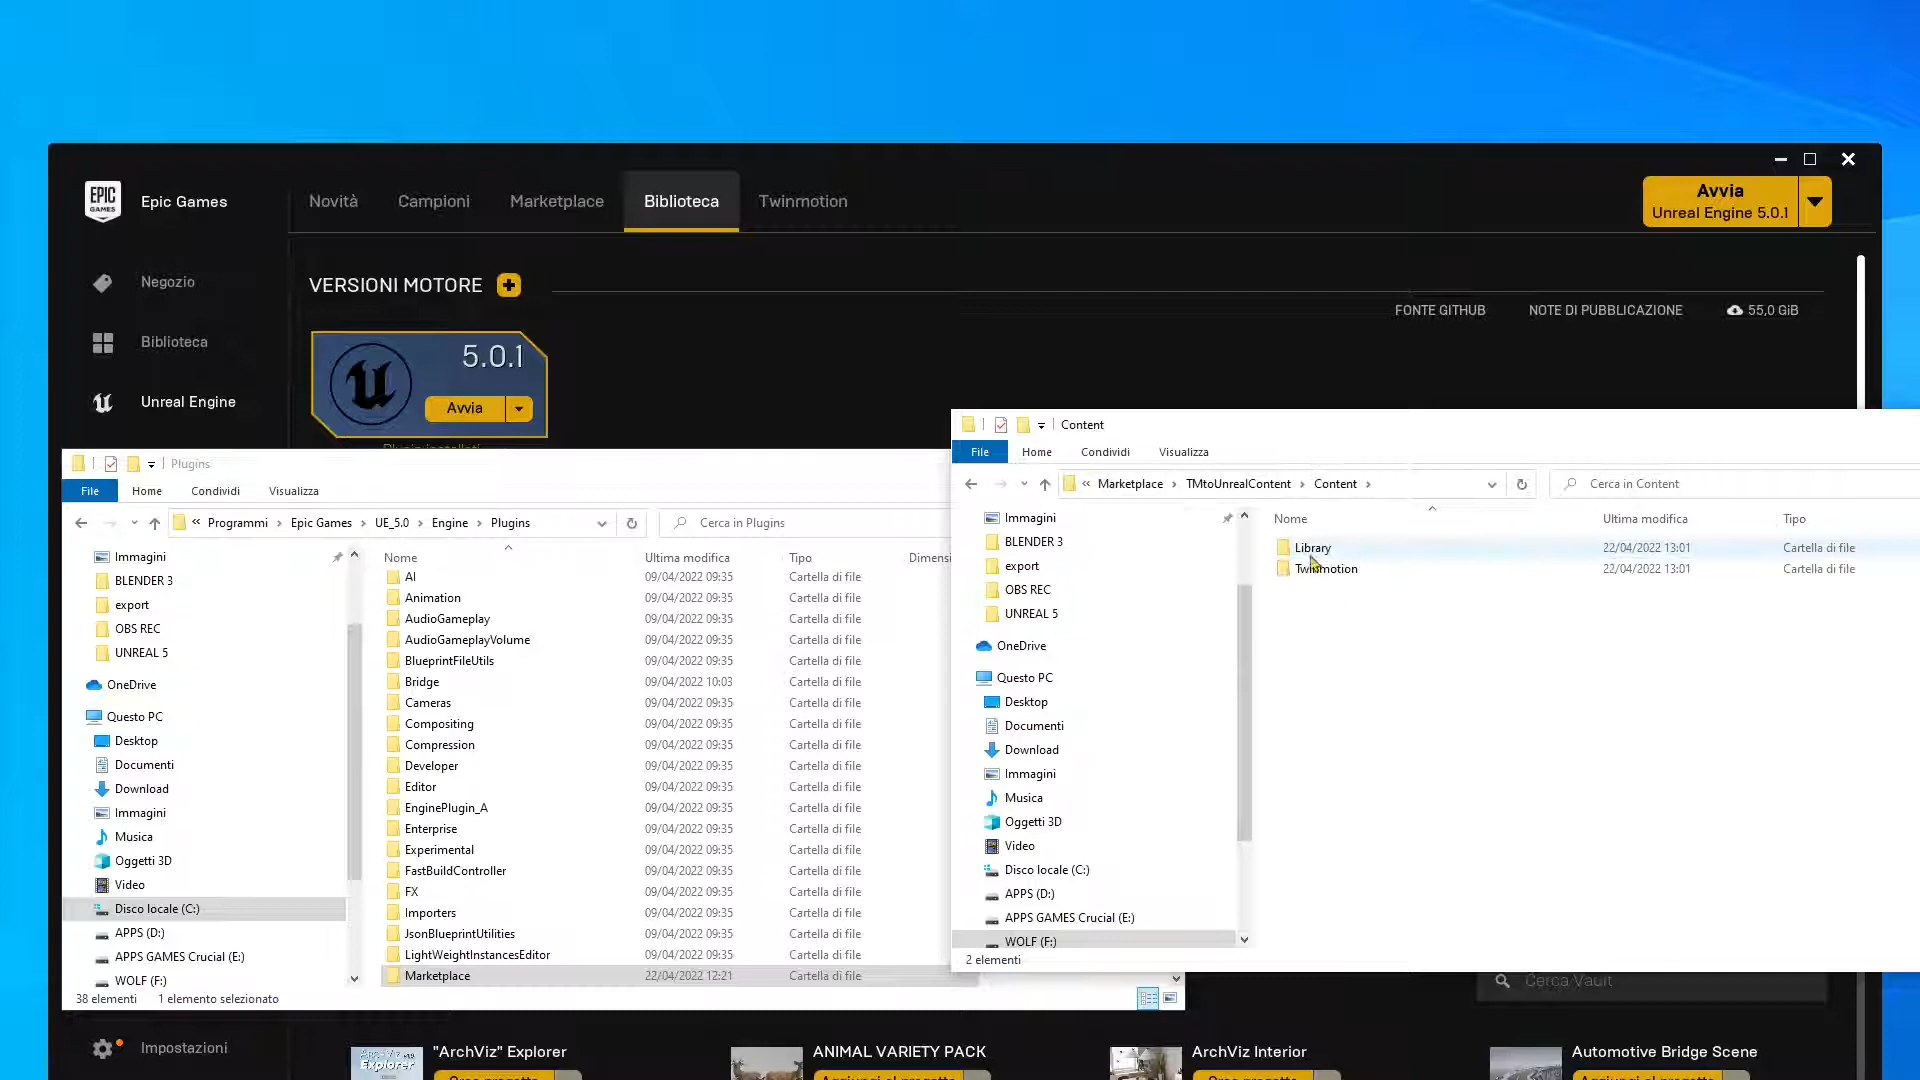 EPIC GAMES
Epic Games
Novità
Campioni
Marketplace
Biblioteca
Twinmotion
Avvia
Unreal Engine 5.0.1
Negozio
Biblioteca
Unreal Engine
VERSIONI MOTORE
FONTE GITHUB
NOTE DI PUBBLICAZIONE
55,0 GiB
5.0.1
Avvia
Plugins
File Home Condividi Visualizza
« Programmi › Epic Games › UE_5.0 › Engine › Plugins
Cerca in Plugins
Immagini
BLENDER 3
export
OBS REC
UNREAL 5
OneDrive
Questo PC
Desktop
Documenti
Download
Immagini
Musica
Oggetti 3D
Video
Disco locale (C:)
APPS (D:)
APPS GAMES Crucial (E:)
WOLF (F:)
Nome Ultima modifica Tipo Dimensi
AI 09/04/2022 09:35 Cartella di file
Animation 09/04/2022 09:35 Cartella di file
AudioGameplay 09/04/2022 09:35 Cartella di file
AudioGameplayVolume 09/04/2022 09:35 Cartella di file
BlueprintFileUtils 09/04/2022 09:35 Cartella di file
Bridge 09/04/2022 10:03 Cartella di file
Cameras 09/04/2022 09:35 Cartella di file
Compositing 09/04/2022 09:35 Cartella di file
Compression 09/04/2022 09:35 Cartella di file
Developer 09/04/2022 09:35 Cartella di file
Editor 09/04/2022 09:35 Cartella di file
EnginePlugin_A 09/04/2022 09:35 Cartella di file
Enterprise 09/04/2022 09:35 Cartella di file
Experimental 09/04/2022 09:35 Cartella di file
FastBuildController 09/04/2022 09:35 Cartella di file
FX 09/04/2022 09:35 Cartella di file
Importers 09/04/2022 09:35 Cartella di file
JsonBlueprintUtilities 09/04/2022 09:35 Cartella di file
LightWeightInstancesEditor 09/04/2022 09:35 Cartella di file
Marketplace 22/04/2022 12:21 Cartella di file
38 elementi 1 elemento selezionato
Content
File Home Condividi Visualizza
« Marketplace › TMtoUnrealContent › Content ›
Cerca in Content
Immagini
BLENDER 3
export
OBS REC
UNREAL 5
OneDrive
Questo PC
Desktop
Documenti
Download
Immagini
Musica
Oggetti 3D
Video
Disco locale (C:)
APPS (D:)
APPS GAMES Crucial (E:)
WOLF (F:)
Nome Ultima modifica Tipo
Library 22/04/2022 13:01 Cartella di file
Twinmotion 22/04/2022 13:01 Cartella di file
2 elementi
Cerca Vault
Impostazioni
"ArchViz" Explorer
ANIMAL VARIETY PACK
ArchViz Interior
Automotive Bridge Scene